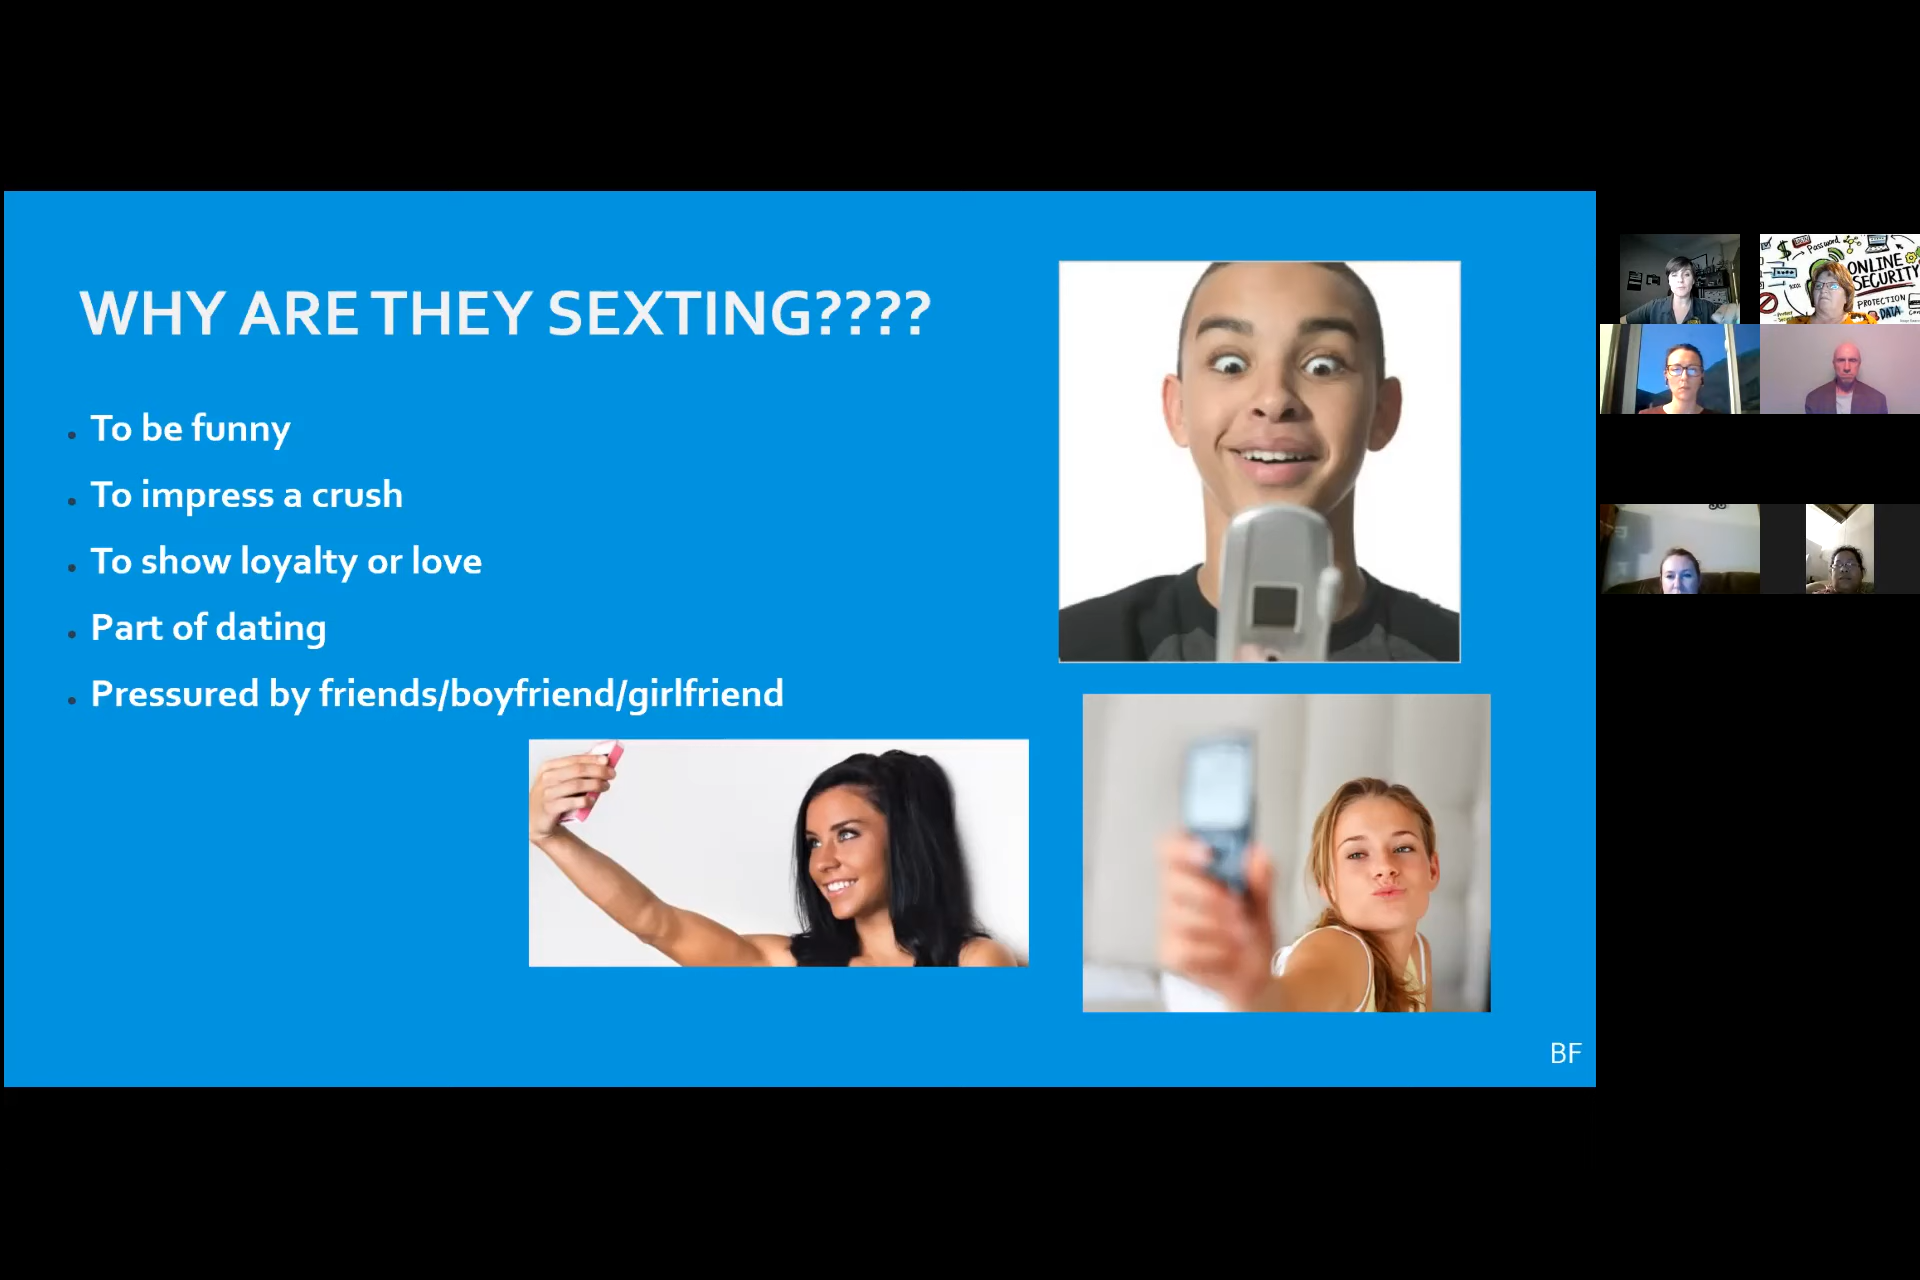 WHY ARE THEY SEXTING????
To be funny
To impress a crush
To show loyalty or love
Part of dating
Pressured by friends/boyfriend/girlfriend
BF
Password
ONLINE
SECURITY
PROTECTION
DATA